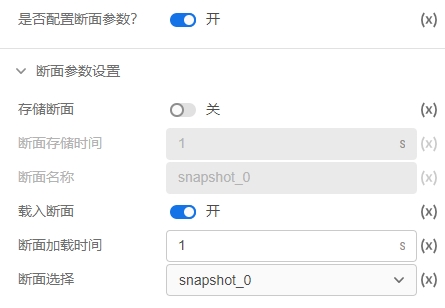 是否配置断面参数? 开 (x)
断面参数设置
存储断面 关 (x)
断面存储时间 1 s (x)
断面名称 snapshot_0 (x)
载入断面 开 (x)
断面加载时间 1 s (x)
断面选择 snapshot_0 (x)